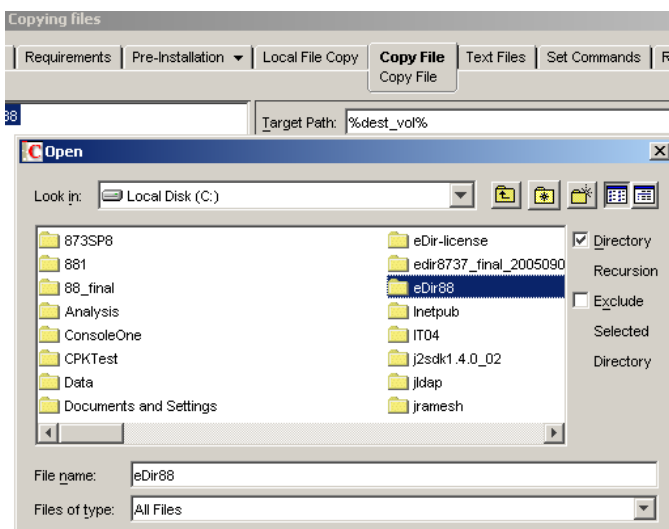 Copying files
Requirements Pre-Installation Local File Copy Copy File Text Files Set Commands R
Copy File
88
Target Path: %dest_vol%
Open
Look in: Local Disk (C:)
873SP8
881
88_final
Analysis
ConsoleOne
CPKTest
Data
Documents and Settings
eDir-license
edir8737_final_2005090
eDir88
Inetpub
IT04
j2sdk1.4.0_02
jldap
jramesh
Directory
Recursion
Exclude
Selected
Directory
File name: eDir88
Files of type: All Files